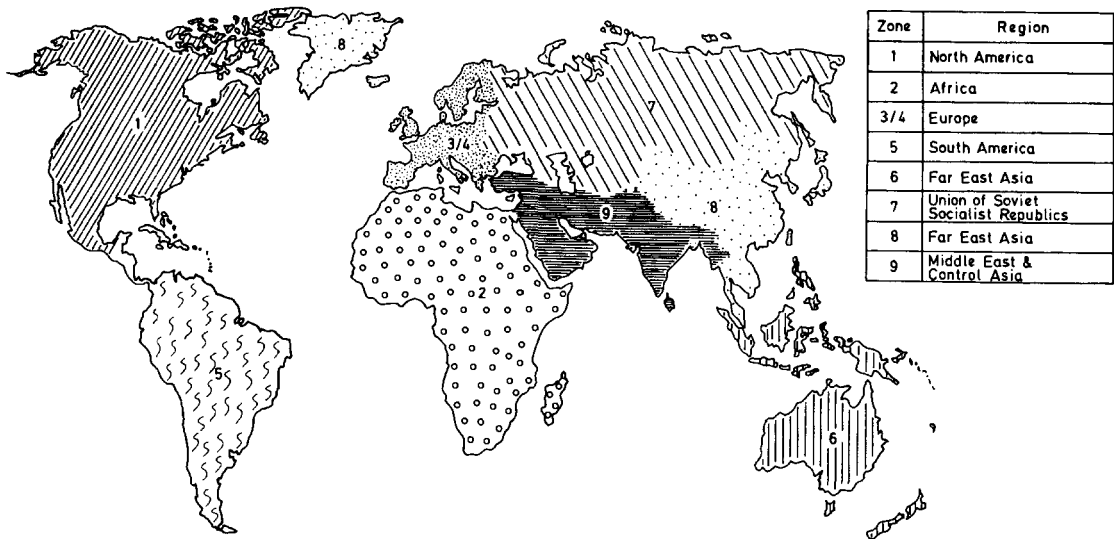 8
1
7
3/4
9
8
2
5
6
Zone Region
1 North America
2 Africa
3/4 Europe
5 South America
6 Far East Asia
7 Union of Soviet
Socialist Republics
8 Far East Asia
9 Middle East &
Control Asia